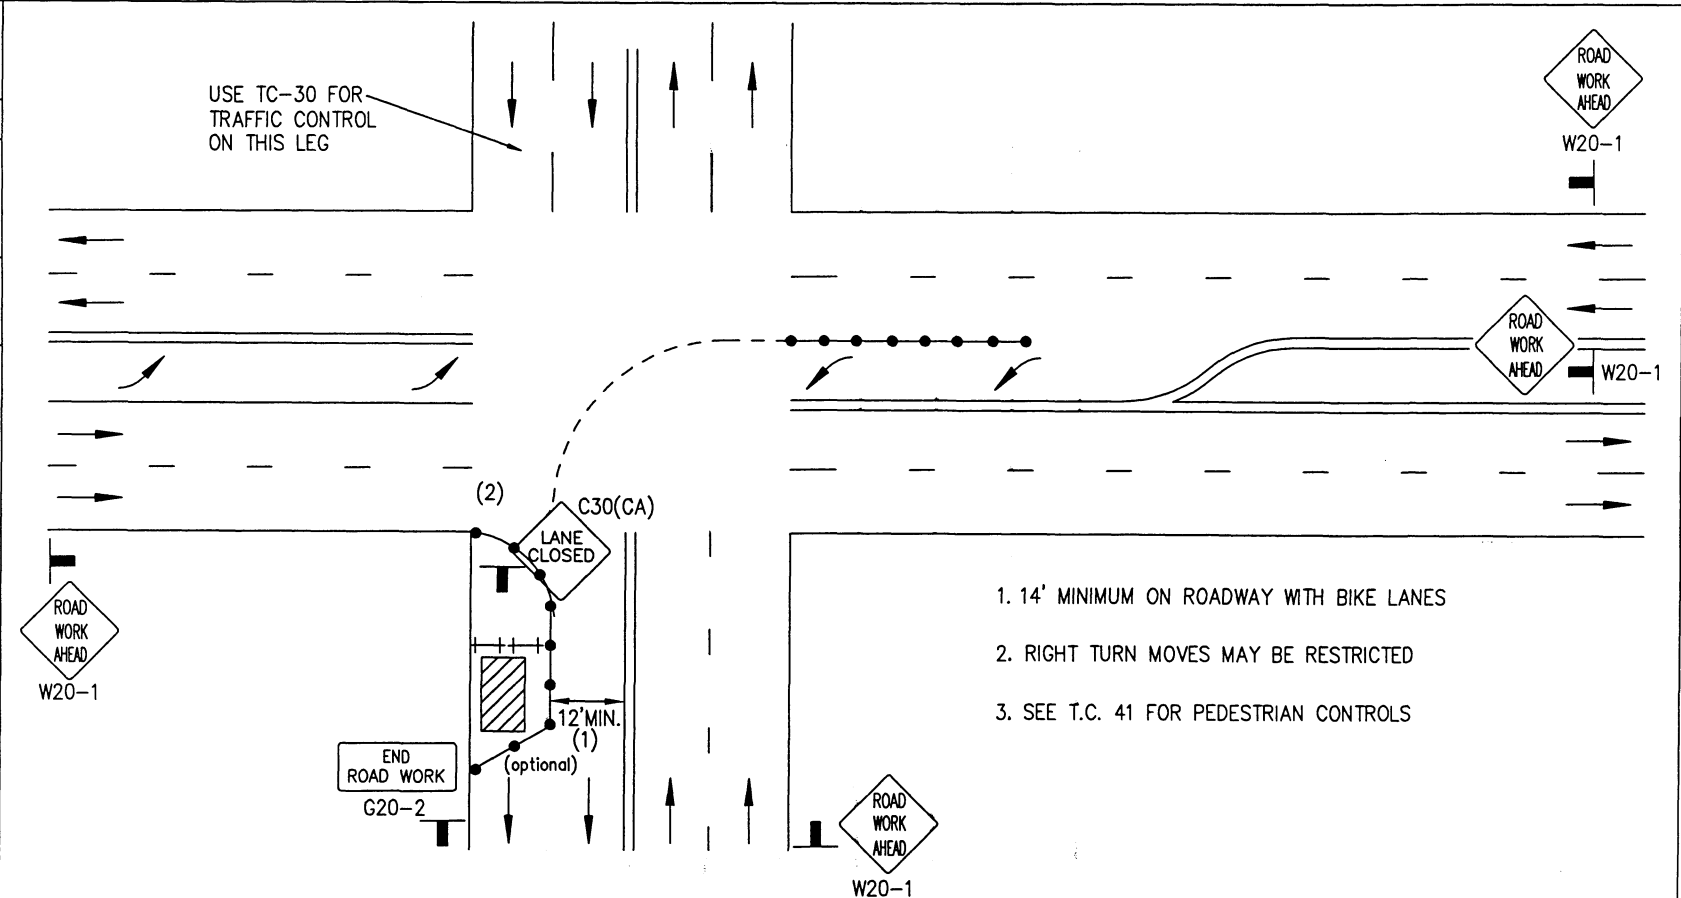 USE TC-30 FOR
TRAFFIC CONTROL
ON THIS LEG
ROAD
WORK
AHEAD
W20-1
ROAD
WORK
AHEAD
W20-1
(2)
C30(CA)
LANE
CLOSED
ROAD
WORK
AHEAD
W20-1
12'MIN.
(1)
(optional)
END
ROAD WORK
G20-2
ROAD
WORK
AHEAD
W20-1
1. 14' MINIMUM ON ROADWAY WITH BIKE LANES
2. RIGHT TURN MOVES MAY BE RESTRICTED
3. SEE T.C. 41 FOR PEDESTRIAN CONTROLS